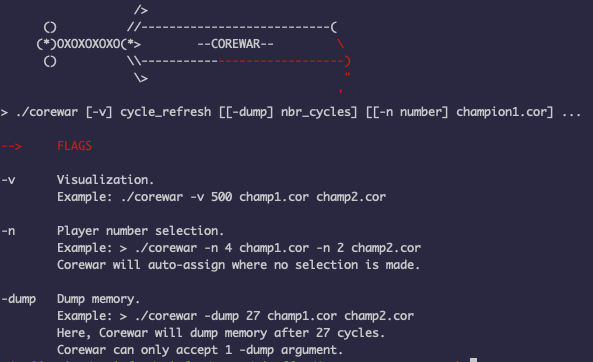 />
() //---------------------------(
(*)OXOXOXOXO(*> --COREWAR-- \
() \\-----------------------------)
\> "
'
> ./corewar [-v] cycle_refresh [[-dump] nbr_cycles] [[-n number] champion1.cor] ...
--> FLAGS
-v Visualization.
Example: ./corewar -v 500 champ1.cor champ2.cor
-n Player number selection.
Example: > ./corewar -n 4 champ1.cor -n 2 champ2.cor
Corewar will auto-assign where no selection is made.
-dump Dump memory.
Example: > ./corewar -dump 27 champ1.cor champ2.cor
Here, Corewar will dump memory after 27 cycles.
Corewar can only accept 1 -dump argument.